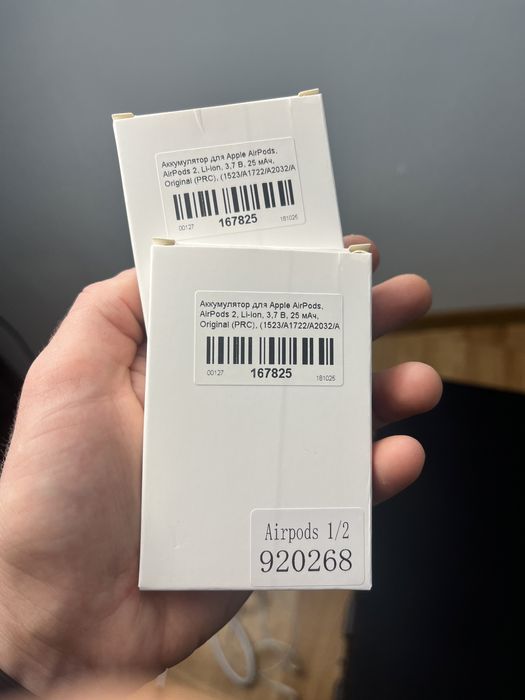 Аккумулятор для Apple AirPods,
AirPods 2, Li-Ion, 3,7 В, 25 мАч,
Original (PRC), (1523/A1722/A2032/A
00127 167825 181025
Аккумулятор для Apple AirPods,
AirPods 2, Li-Ion, 3,7 В, 25 мАч,
Original (PRC), (1523/A1722/A2032/A
00127 167825 181025
Airpods 1/2
920268